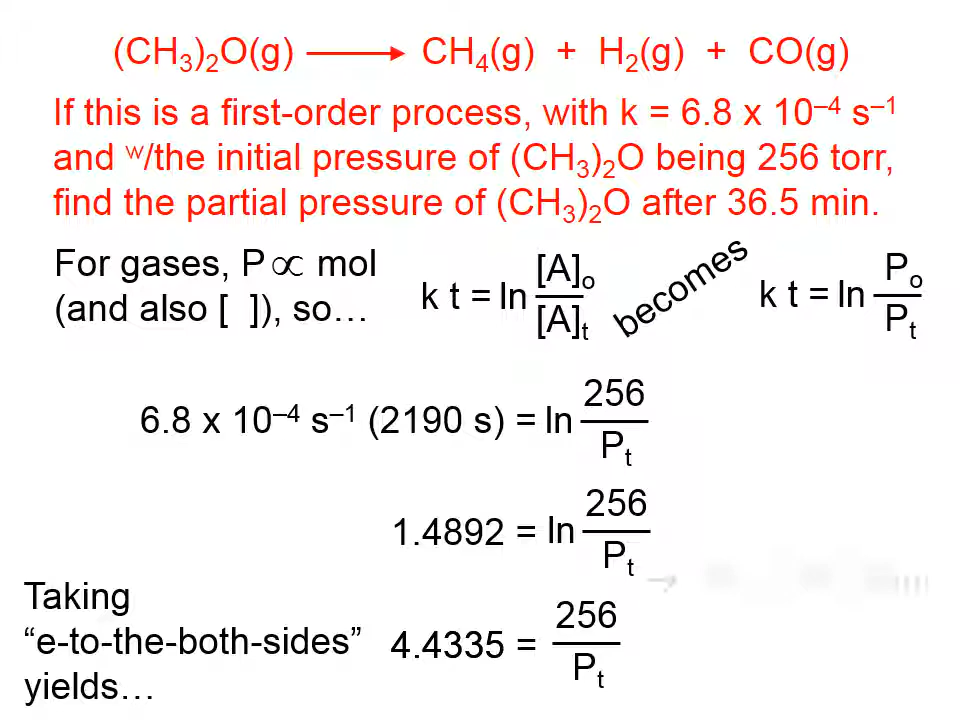 (CH₃)₂O(g) ⟶ CH₄(g) + H₂(g) + CO(g)
If this is a first-order process, with k = 6.8 x 10⁻⁴ s⁻¹
and ʷ/the initial pressure of (CH₃)₂O being 256 torr,
find the partial pressure of (CH₃)₂O after 36.5 min.
For gases, P ∝ mol
(and also [ ]), so…
k t = ln [A]ₒ / [A]ₜ
becomes
k t = ln Pₒ / Pₜ
6.8 x 10⁻⁴ s⁻¹ (2190 s) = ln 256 / Pₜ
1.4892 = ln 256 / Pₜ
Taking
“e-to-the-both-sides”
yields…
4.4335 = 256 / Pₜ